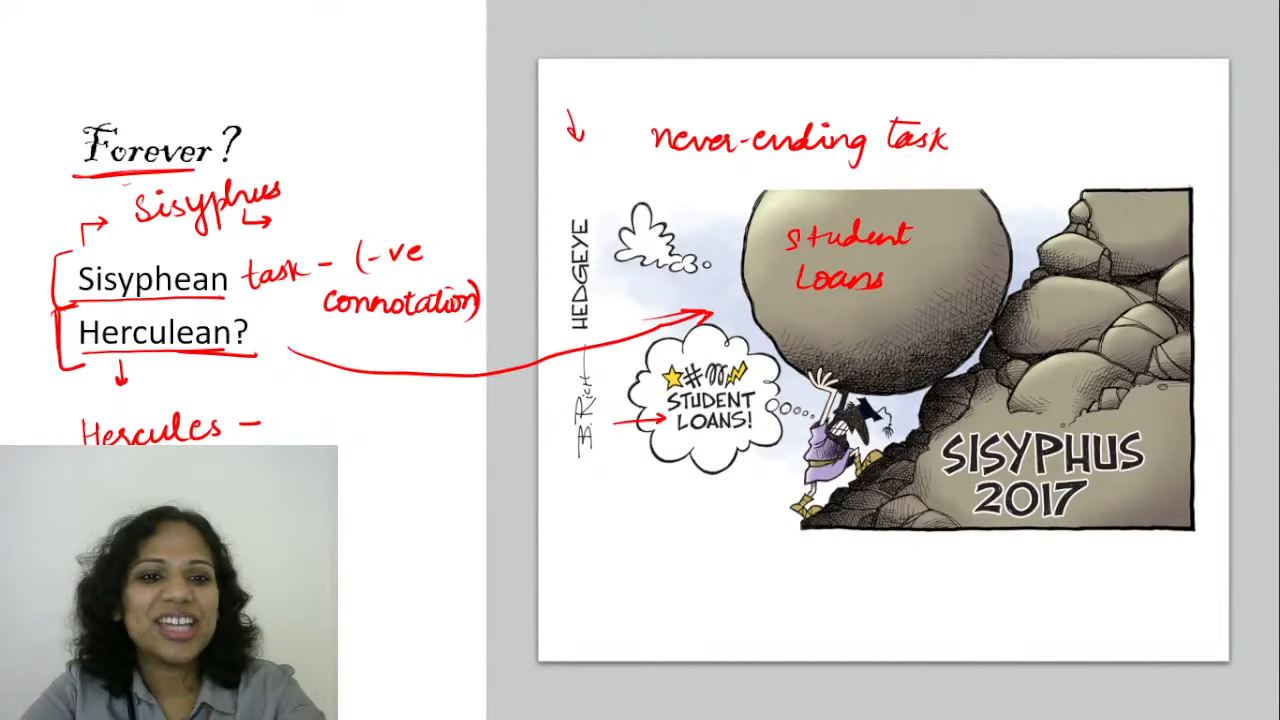 Forever?
Sisyphus
Sisyphean task - (-ve
connotation)
Herculean?
Hercules -
never-ending task
student
Loans
STUDENT
LOANS!
SISYPHUS
2017
B. Rich HEDGEYE